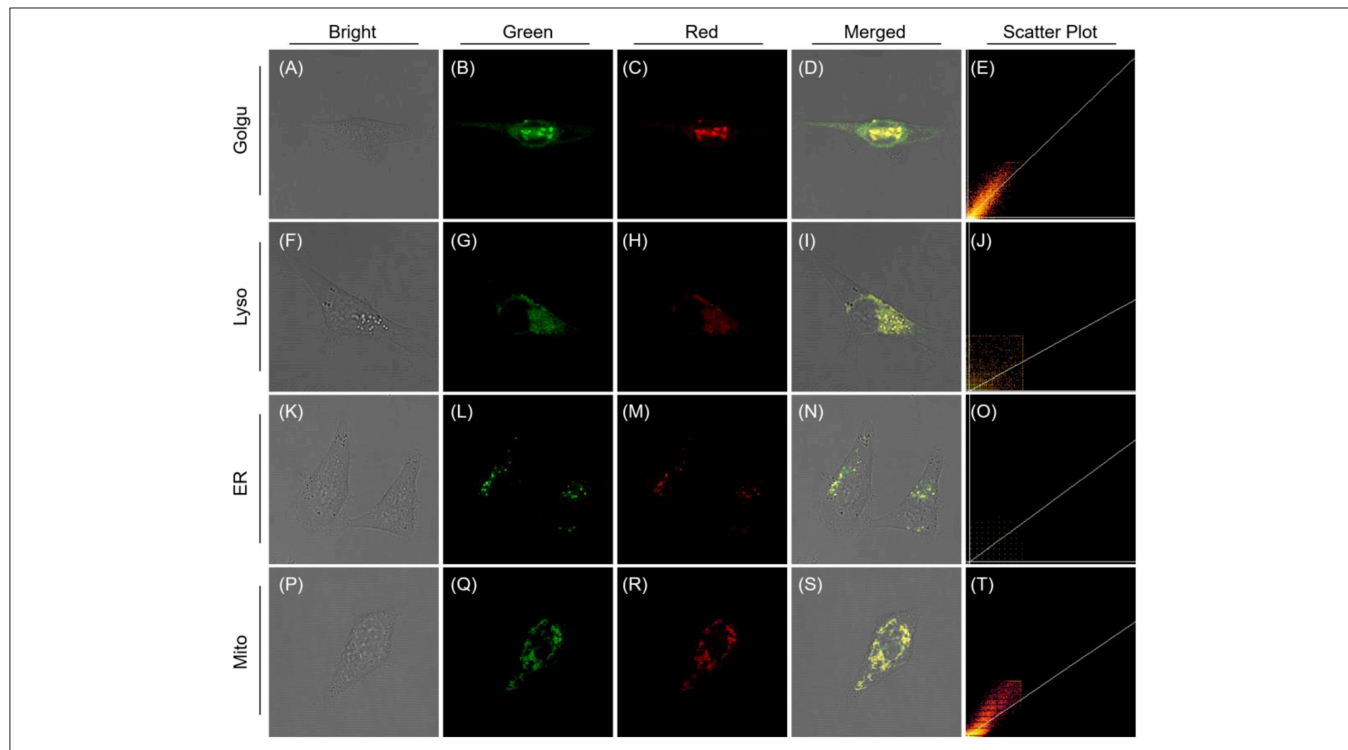 Bright Green Red Merged Scatter Plot
Golgu (A) (B) (C) (D) (E)
Lyso (F) (G) (H) (I) (J)
ER (K) (L) (M) (N) (O)
Mito (P) (Q) (R) (S) (T)